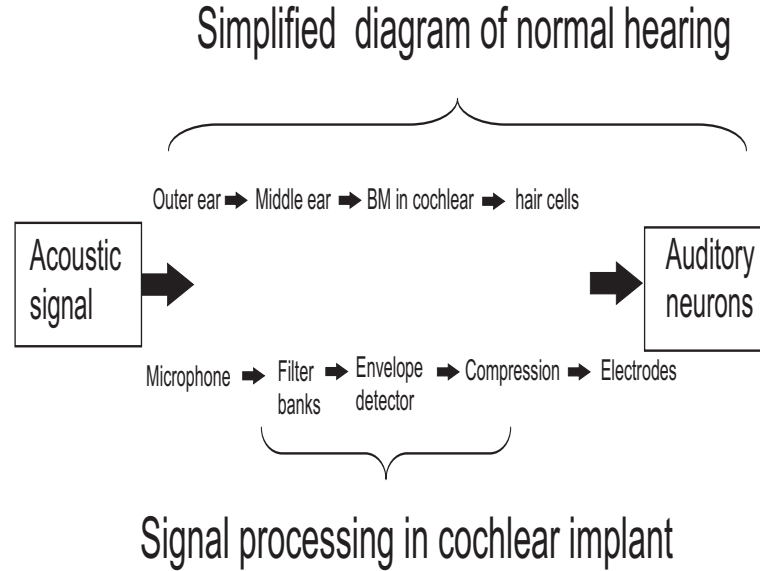 Simplified diagram of normal hearing
Outer ear Middle ear BM in cochlear hair cells
Acoustic
signal
Auditory
neurons
Microphone Filter
banks Envelope
detector Compression Electrodes
Signal processing in cochlear implant